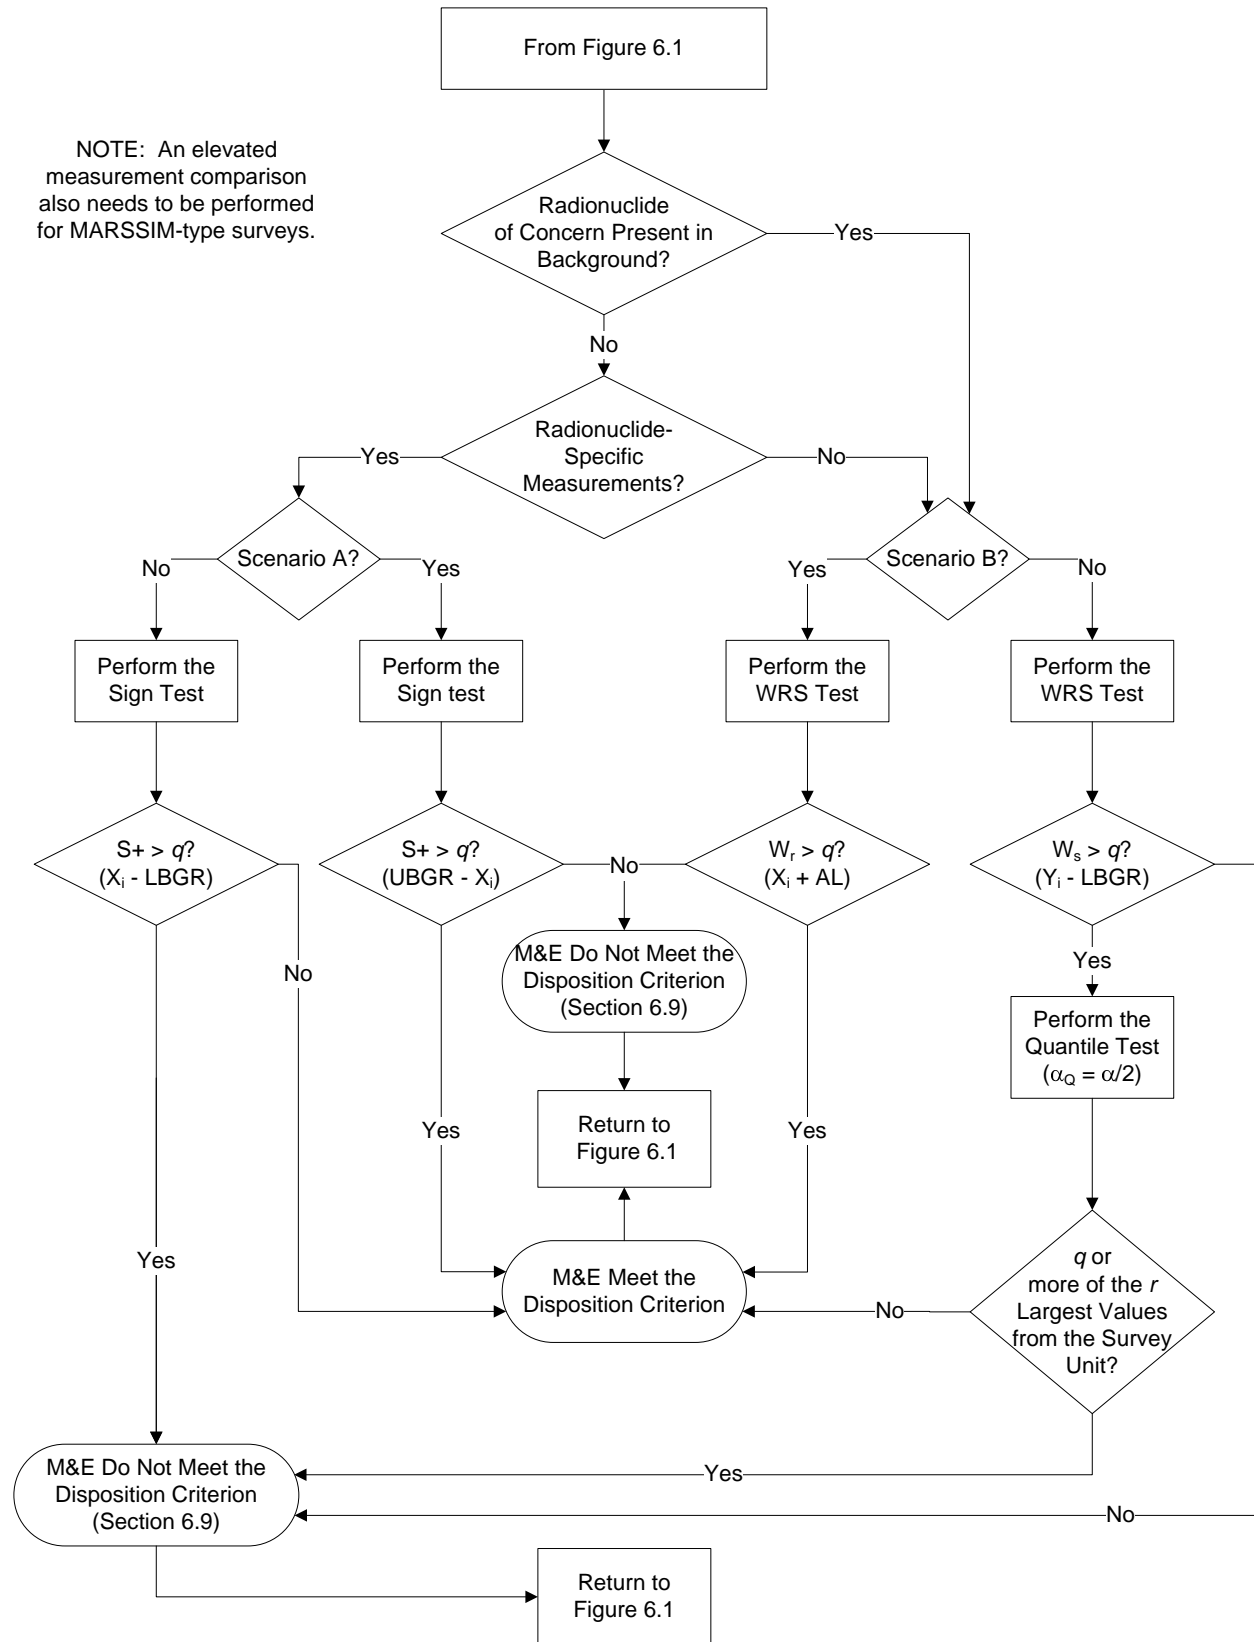 From Figure 6.1
NOTE: An elevated
measurement comparison
also needs to be performed
for MARSSIM-type surveys.
Radionuclide
of Concern Present in
Background?
Yes
No
Radionuclide-
Specific
Measurements?
Yes
No
Scenario A?
Scenario B?
No
Yes
Yes
No
Perform the
Sign Test
Perform the
Sign test
Perform the
WRS Test
Perform the
WRS Test
S+ > q?
(Xi - LBGR)
S+ > q?
(UBGR - Xi)
No
Wr > q?
(Xi + AL)
Ws > q?
(Yi - LBGR)
No
M&E Do Not Meet the
Disposition Criterion
(Section 6.9)
Yes
Perform the
Quantile Test
(αQ = α/2)
Return to
Figure 6.1
Yes
Yes
Yes
M&E Meet the
Disposition Criterion
No
q or
more of the r
Largest Values
from the Survey
Unit?
M&E Do Not Meet the
Disposition Criterion
(Section 6.9)
Yes
No
Return to
Figure 6.1